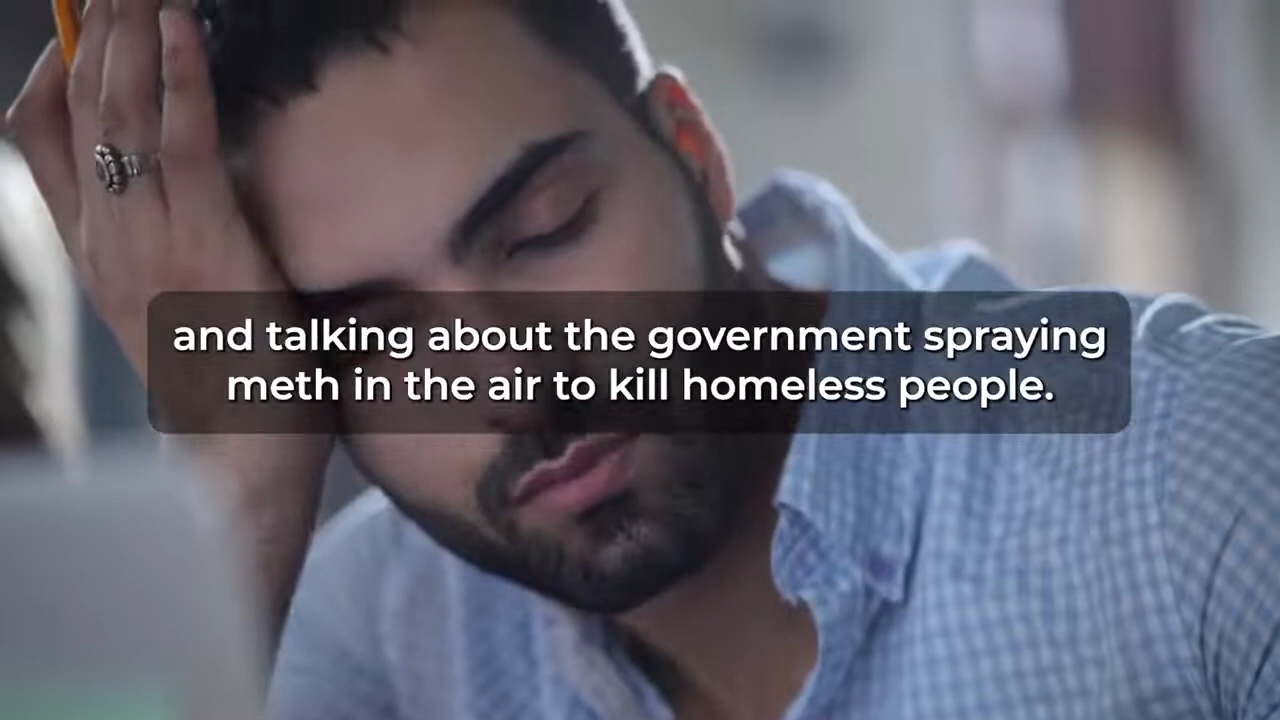 and talking about the government spraying
meth in the air to kill homeless people.